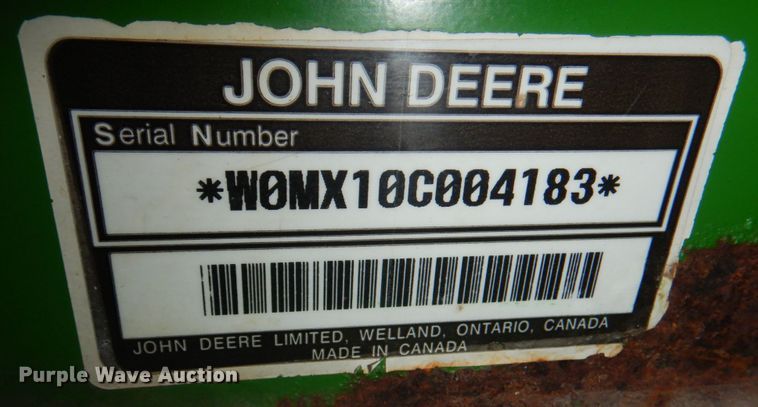 JOHN DEERE
Serial Number
*W0MX10C004183*
JOHN DEERE LIMITED, WELLAND, ONTARIO, CANADA
MADE IN CANADA
Purple Wave Auction